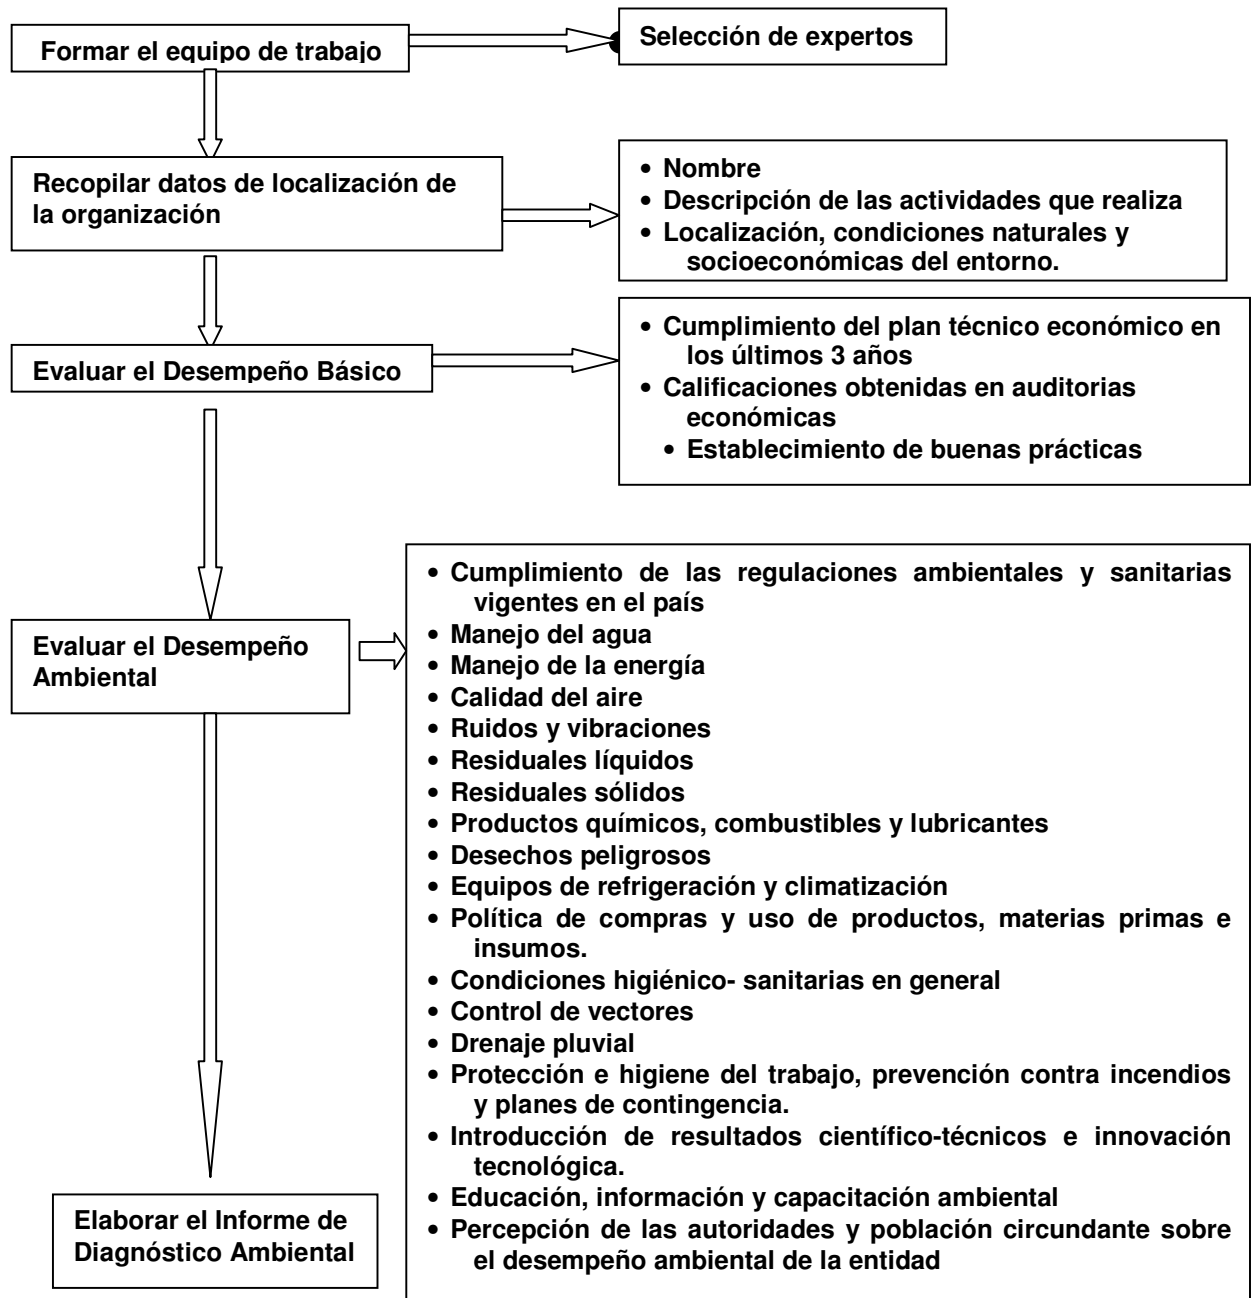 Formar el equipo de trabajo
Selección de expertos
Recopilar datos de localización de
la organización
• Nombre
• Descripción de las actividades que realiza
• Localización, condiciones naturales y
socioeconómicas del entorno.
Evaluar el Desempeño Básico
• Cumplimiento del plan técnico económico en
los últimos 3 años
• Calificaciones obtenidas en auditorias
económicas
• Establecimiento de buenas prácticas
Evaluar el Desempeño
Ambiental
• Cumplimiento de las regulaciones ambientales y sanitarias
vigentes en el país
• Manejo del agua
• Manejo de la energía
• Calidad del aire
• Ruidos y vibraciones
• Residuales líquidos
• Residuales sólidos
• Productos químicos, combustibles y lubricantes
• Desechos peligrosos
• Equipos de refrigeración y climatización
• Política de compras y uso de productos, materias primas e
insumos.
• Condiciones higiénico- sanitarias en general
• Control de vectores
• Drenaje pluvial
• Protección e higiene del trabajo, prevención contra incendios
y planes de contingencia.
• Introducción de resultados científico-técnicos e innovación
tecnológica.
• Educación, información y capacitación ambiental
• Percepción de las autoridades y población circundante sobre
el desempeño ambiental de la entidad
Elaborar el Informe de
Diagnóstico Ambiental